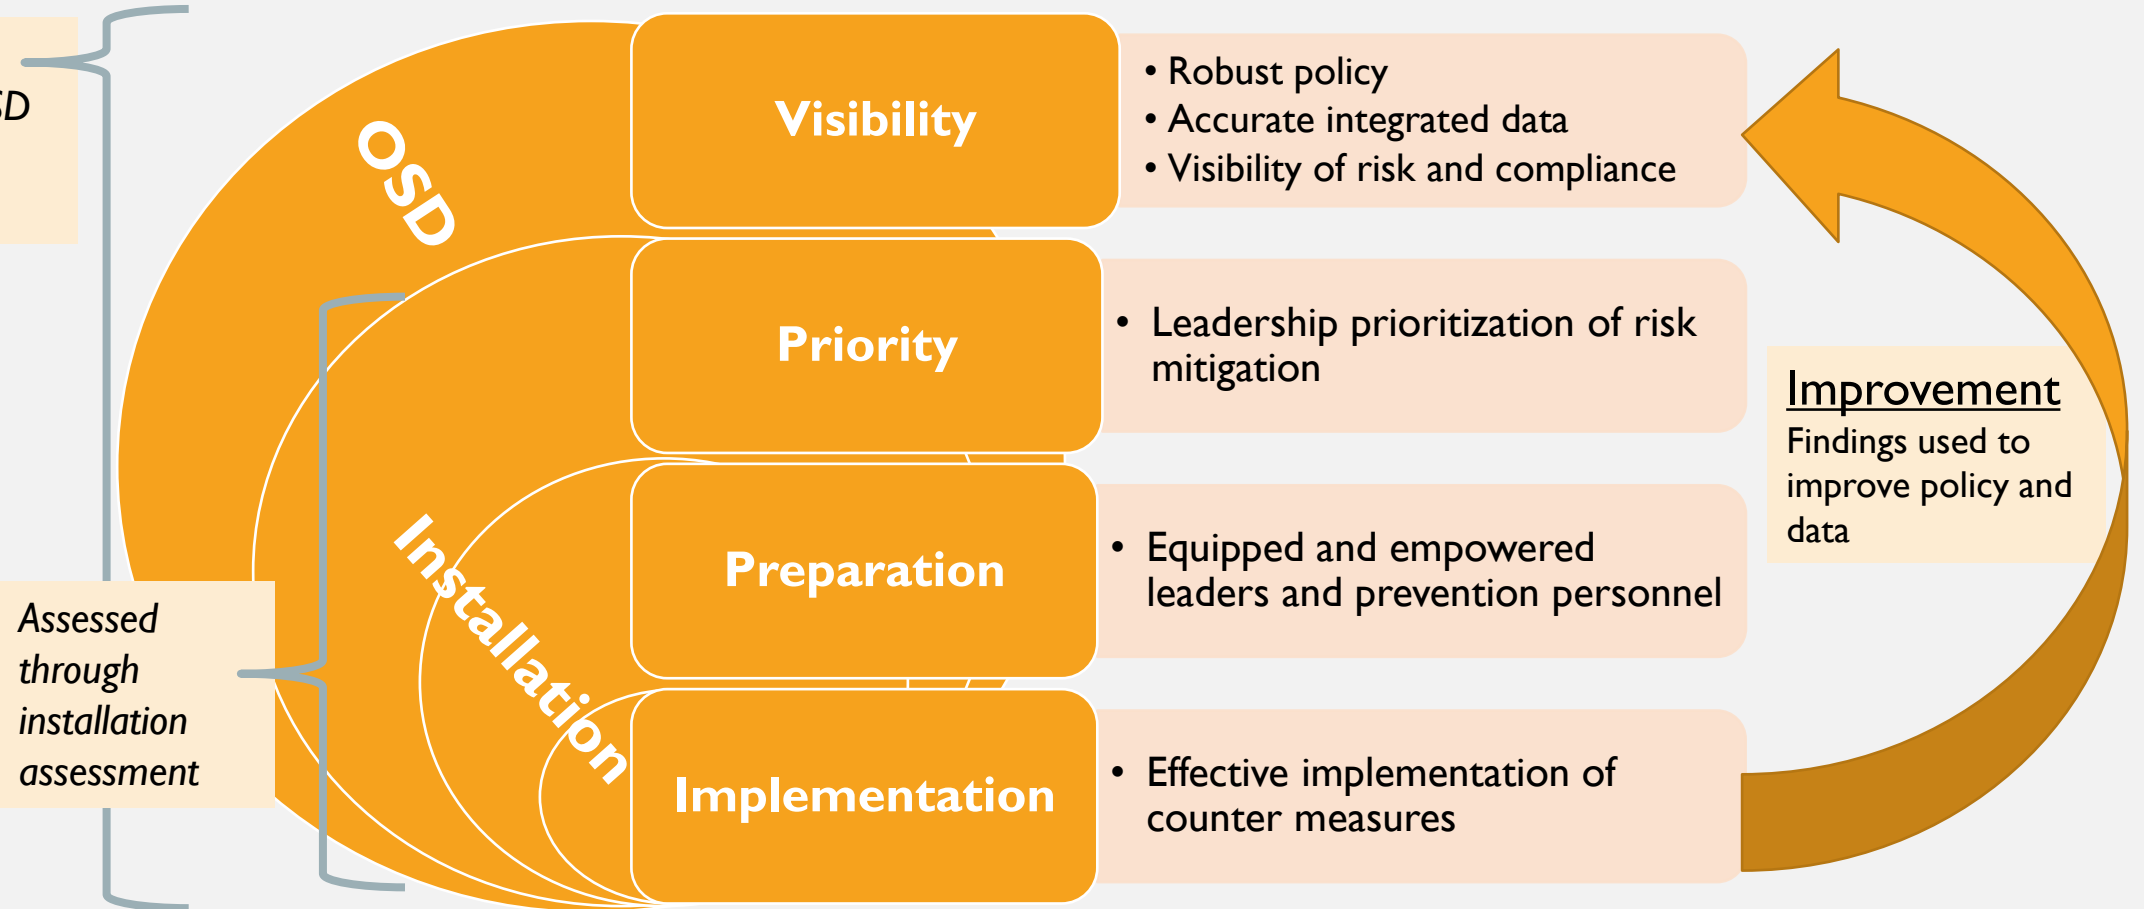 OSD
Visibility
• Robust policy
• Accurate integrated data
• Visibility of risk and compliance
Priority
• Leadership prioritization of risk
mitigation
Improvement
Findings used to
improve policy and
data
Installation
Preparation
• Equipped and empowered
leaders and prevention personnel
Assessed
through
installation
assessment
Implementation
• Effective implementation of
counter measures